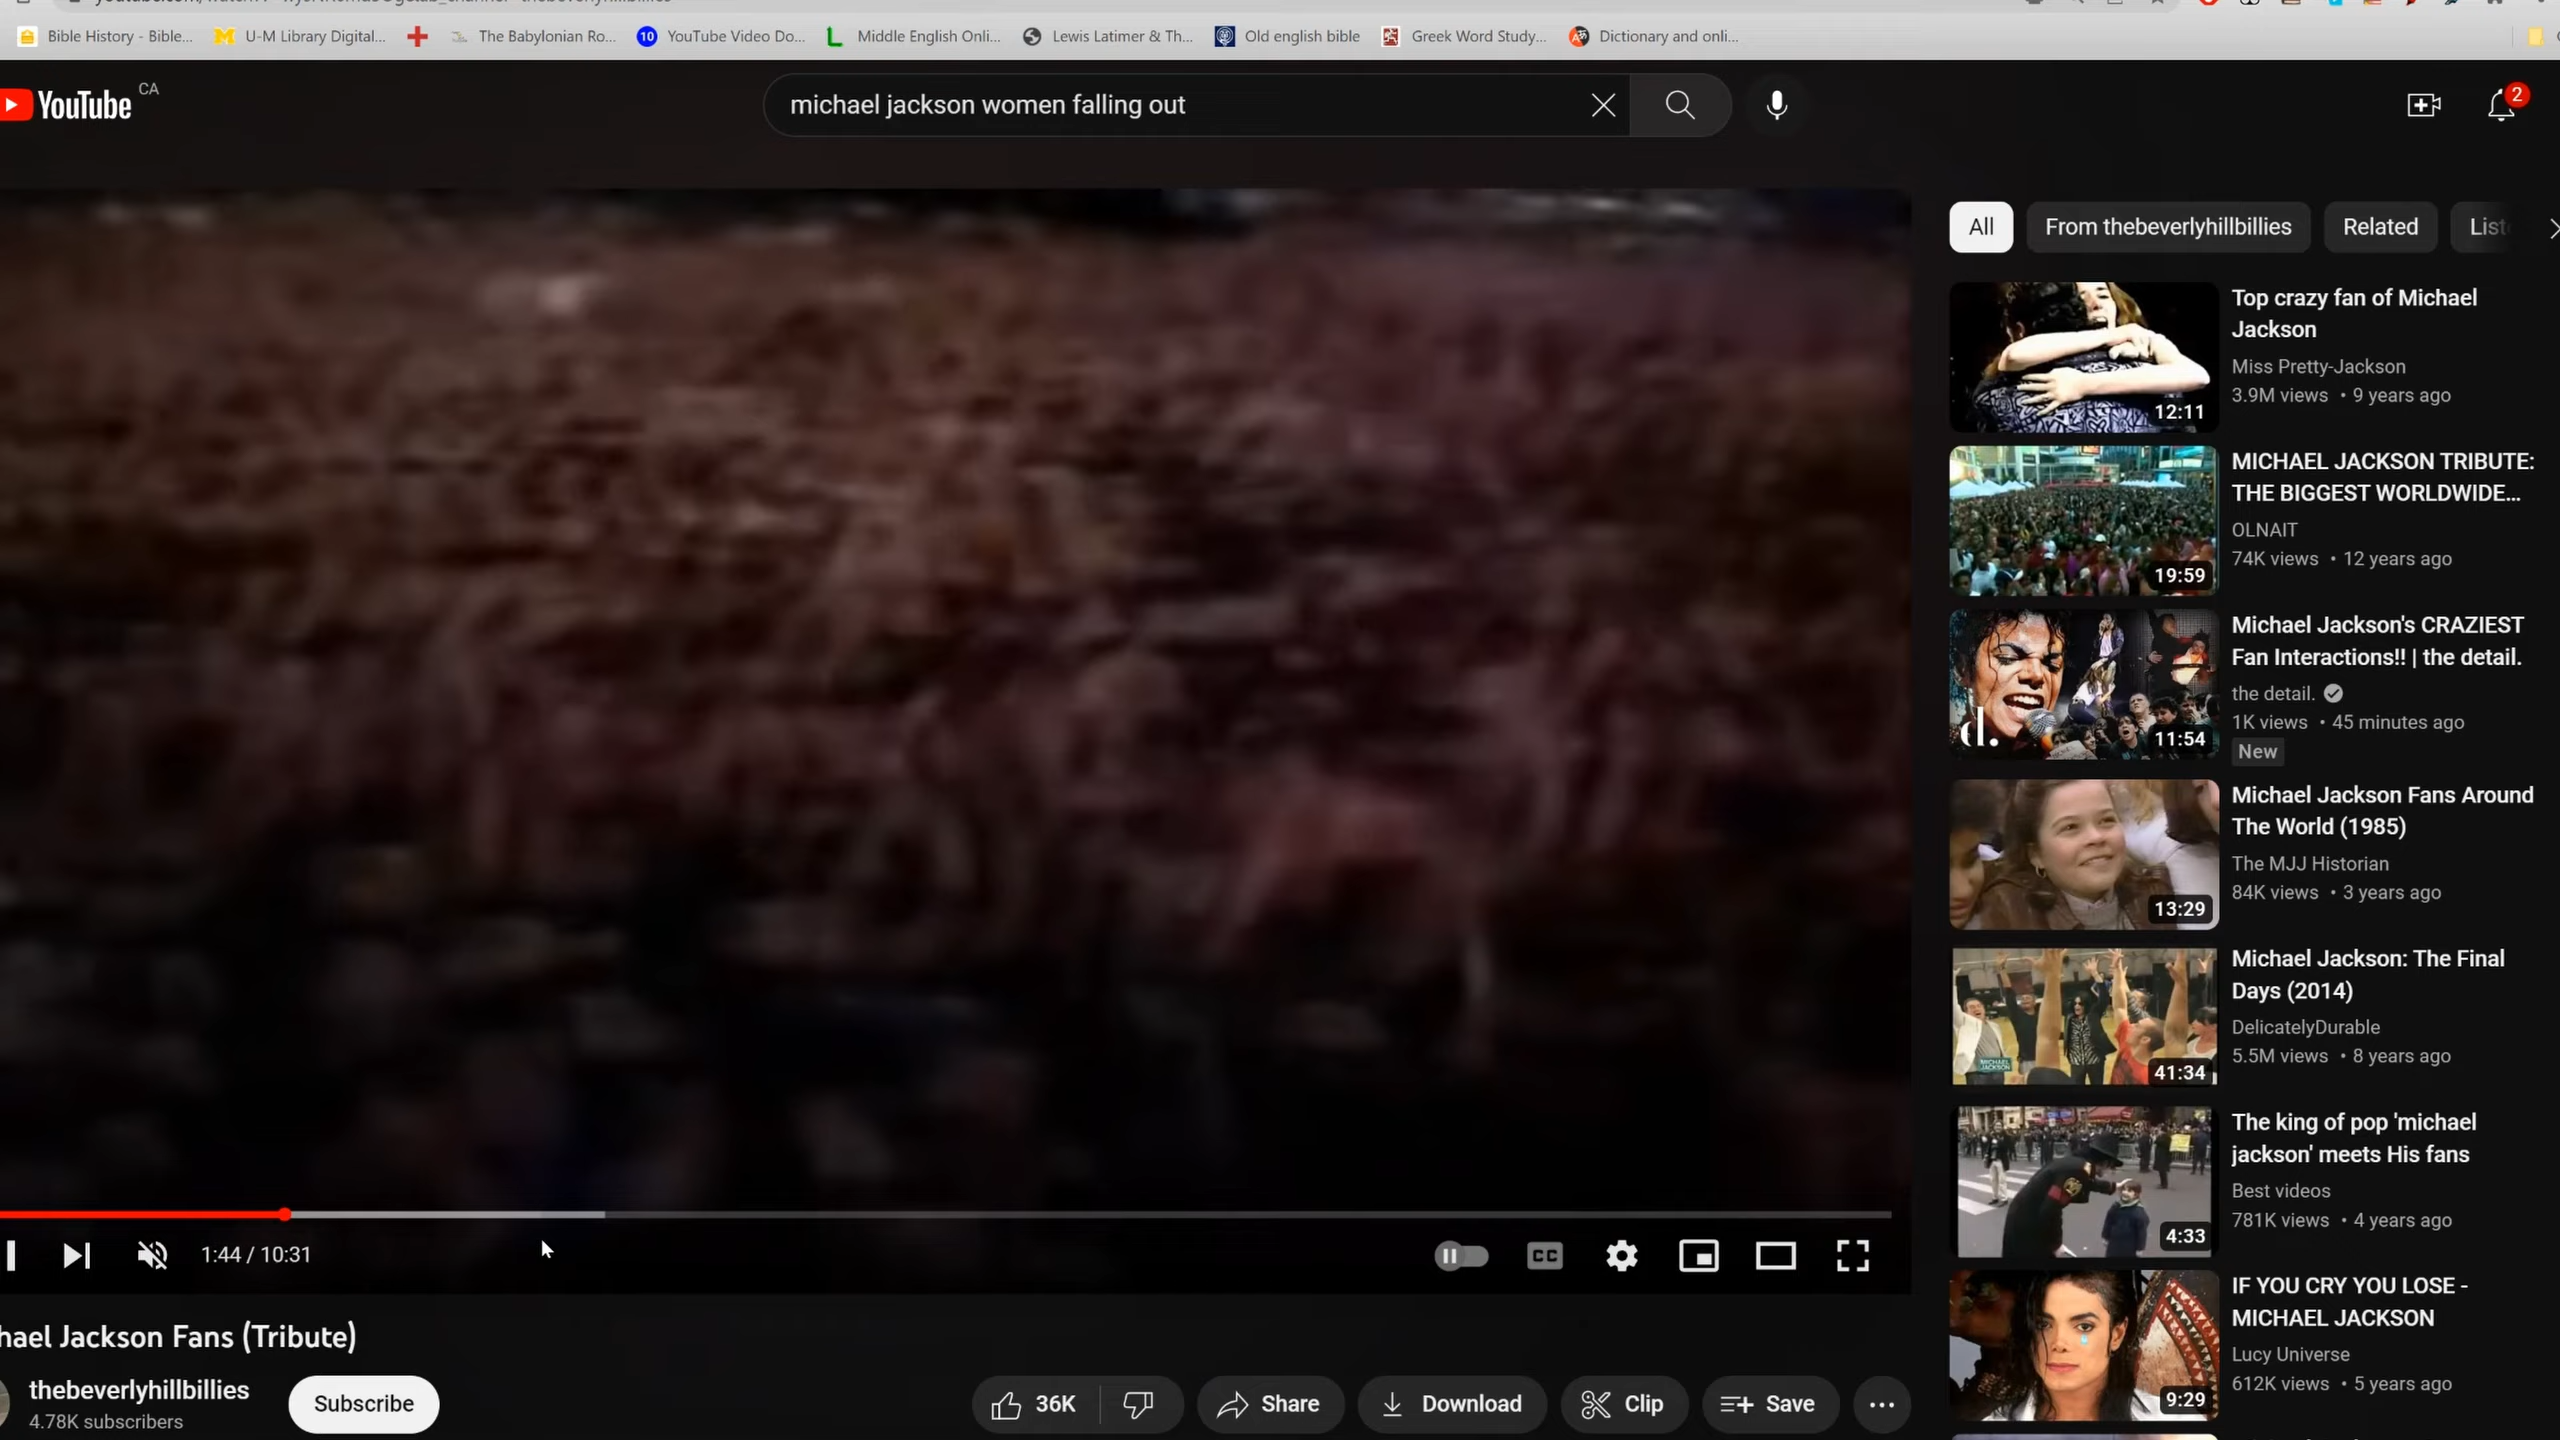 Bible History - Bible...
U-M Library Digital...
The Babylonian Ro...
10
YouTube Video Do...
Middle English Onli...
Lewis Latimer & Th...
Old english bible
Greek Word Study...
Dictionary and onli...
YouTube
CA
michael jackson women falling out
2
All
From thebeverlyhillbillies
Related
Top crazy fan of Michael
Jackson
Miss Pretty-Jackson
3.9M views • 9 years ago
12:11
MICHAEL JACKSON TRIBUTE:
THE BIGGEST WORLDWIDE...
OLNAIT
74K views • 12 years ago
19:59
Michael Jackson's CRAZIEST
Fan Interactions!! | the detail.
the detail.
1K views • 45 minutes ago
New
d.
11:54
Michael Jackson Fans Around
The World (1985)
The MJJ Historian
84K views • 3 years ago
13:29
Michael Jackson: The Final
Days (2014)
DelicatelyDurable
5.5M views • 8 years ago
MICHAEL
JACKSON
41:34
The king of pop 'michael
jackson' meets His fans
Best videos
781K views • 4 years ago
4:33
IF YOU CRY YOU LOSE -
MICHAEL JACKSON
Lucy Universe
612K views • 5 years ago
9:29
1:44 / 10:31
CC
hael Jackson Fans (Tribute)
thebeverlyhillbillies
4.78K subscribers
Subscribe
36K
Share
Download
Clip
Save